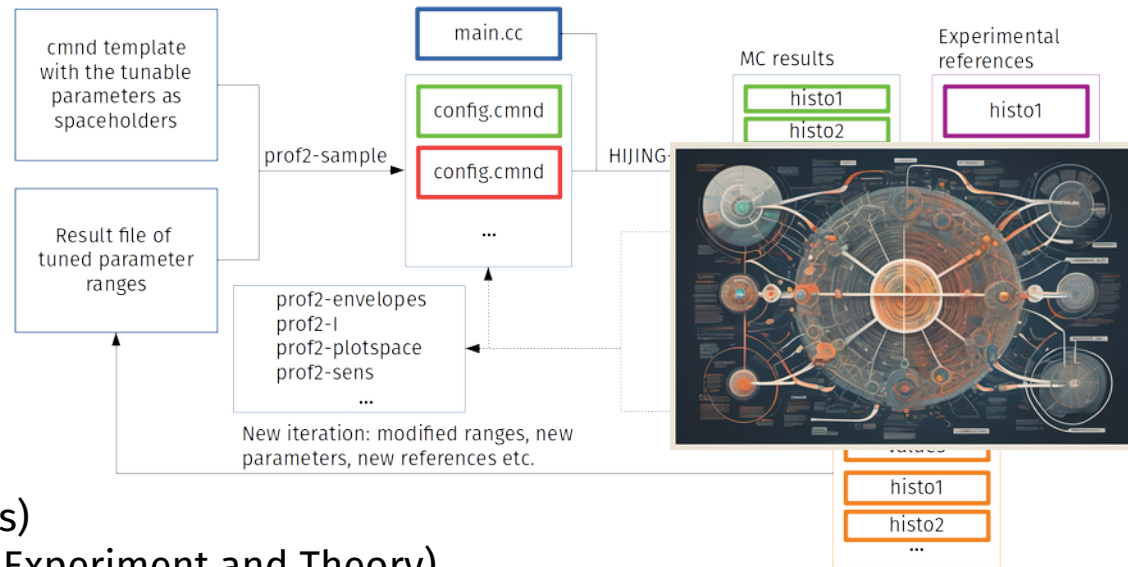 cmnd template
with the tunable
parameters as
spaceholders
Result file of
tuned parameter
ranges
prof2-sample
main.cc
config.cmnd
config.cmnd
...
HIJING-
MC results
histo1
histo2
Experimental
references
histo1
prof2-envelopes
prof2-I
prof2-plotspace
prof2-sens
...
New iteration: modified ranges, new
parameters, new references etc.
values
histo1
histo2
...
s)
Experiment and Theory)